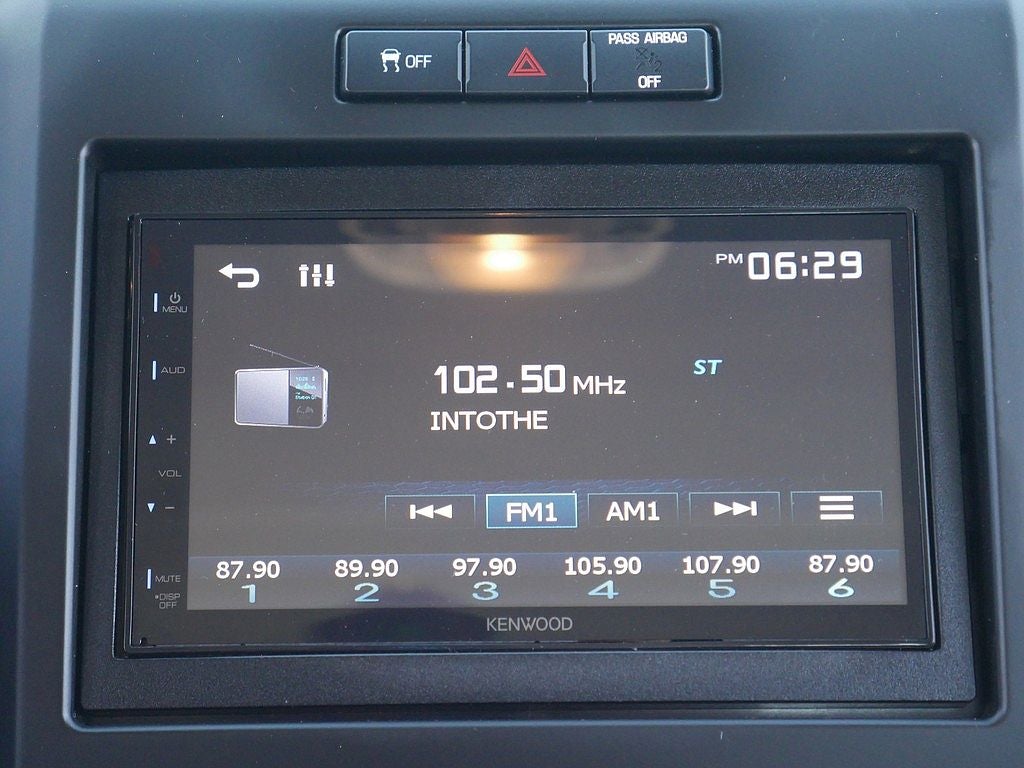 OFF
PASS AIRBAG
OFF
PM 06:29
MENU
AUD
102.50 MHz
ST
INTOTHE
+
VOL
−
FM1 AM1
87.90 89.90 97.90 105.90 107.90 87.90
1 2 3 4 5 6
MUTE
•DISP
OFF
KENWOOD